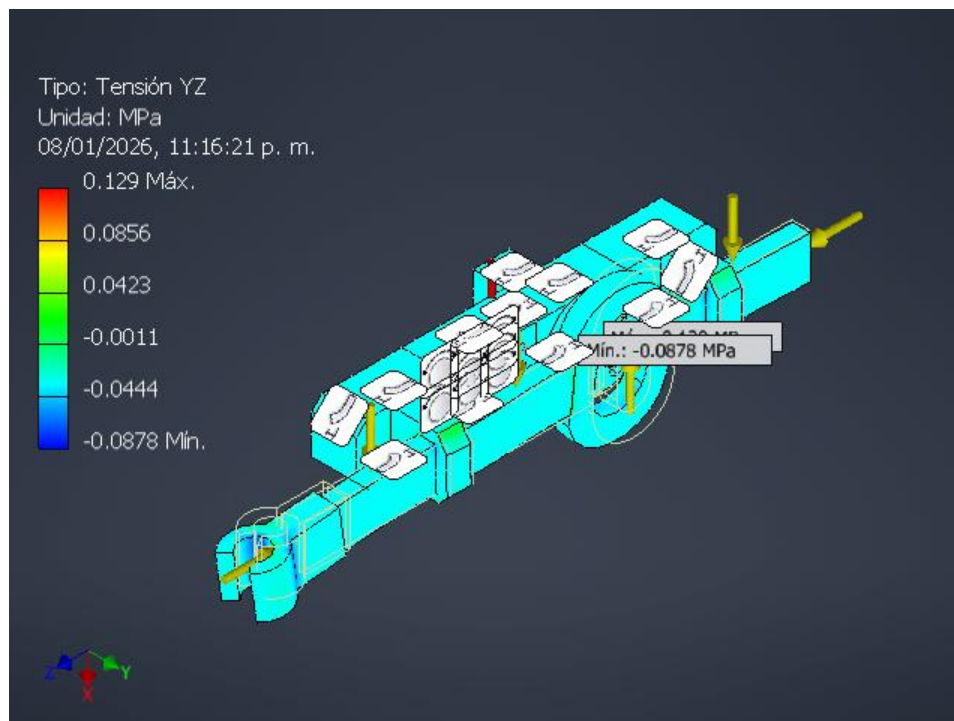 Tipo: Tensión YZ
Unidad: MPa
08/01/2026, 11:16:21 p. m.
0.129 Máx.
0.0856
0.0423
-0.0011
-0.0444
-0.0878 Mín.
Mín.: -0.0878 MPa
Z
Y
X